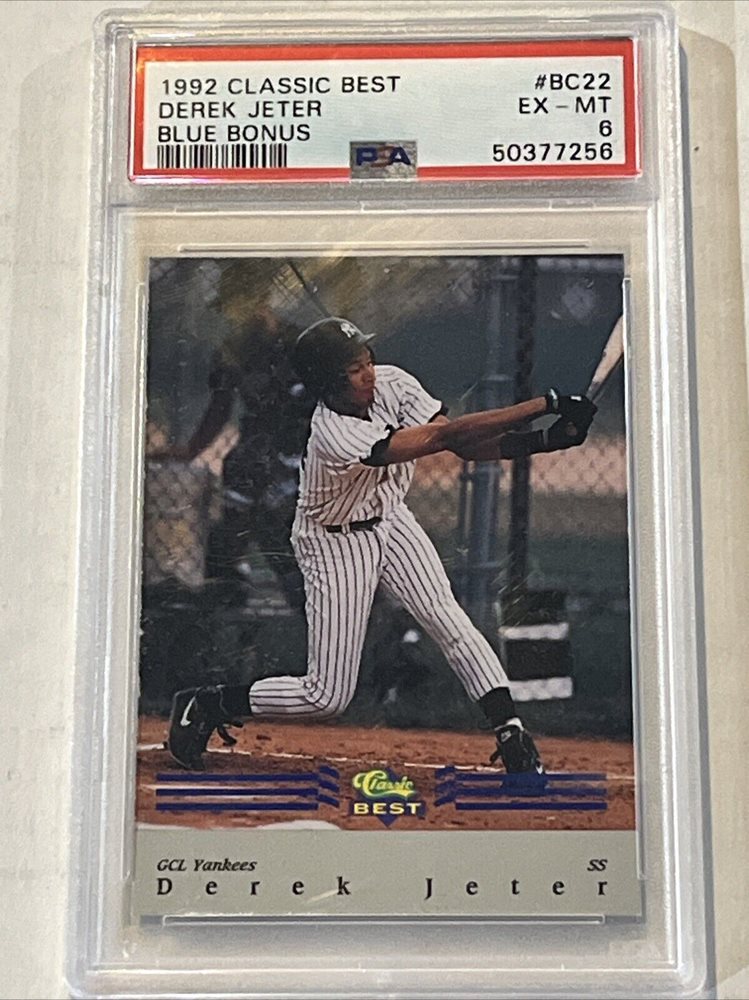 1992 CLASSIC BEST #BC22
DEREK JETER EX - MT
BLUE BONUS 6
PSA 50377256
NY
Classic
BEST
GCL Yankees SS
Derek Jeter